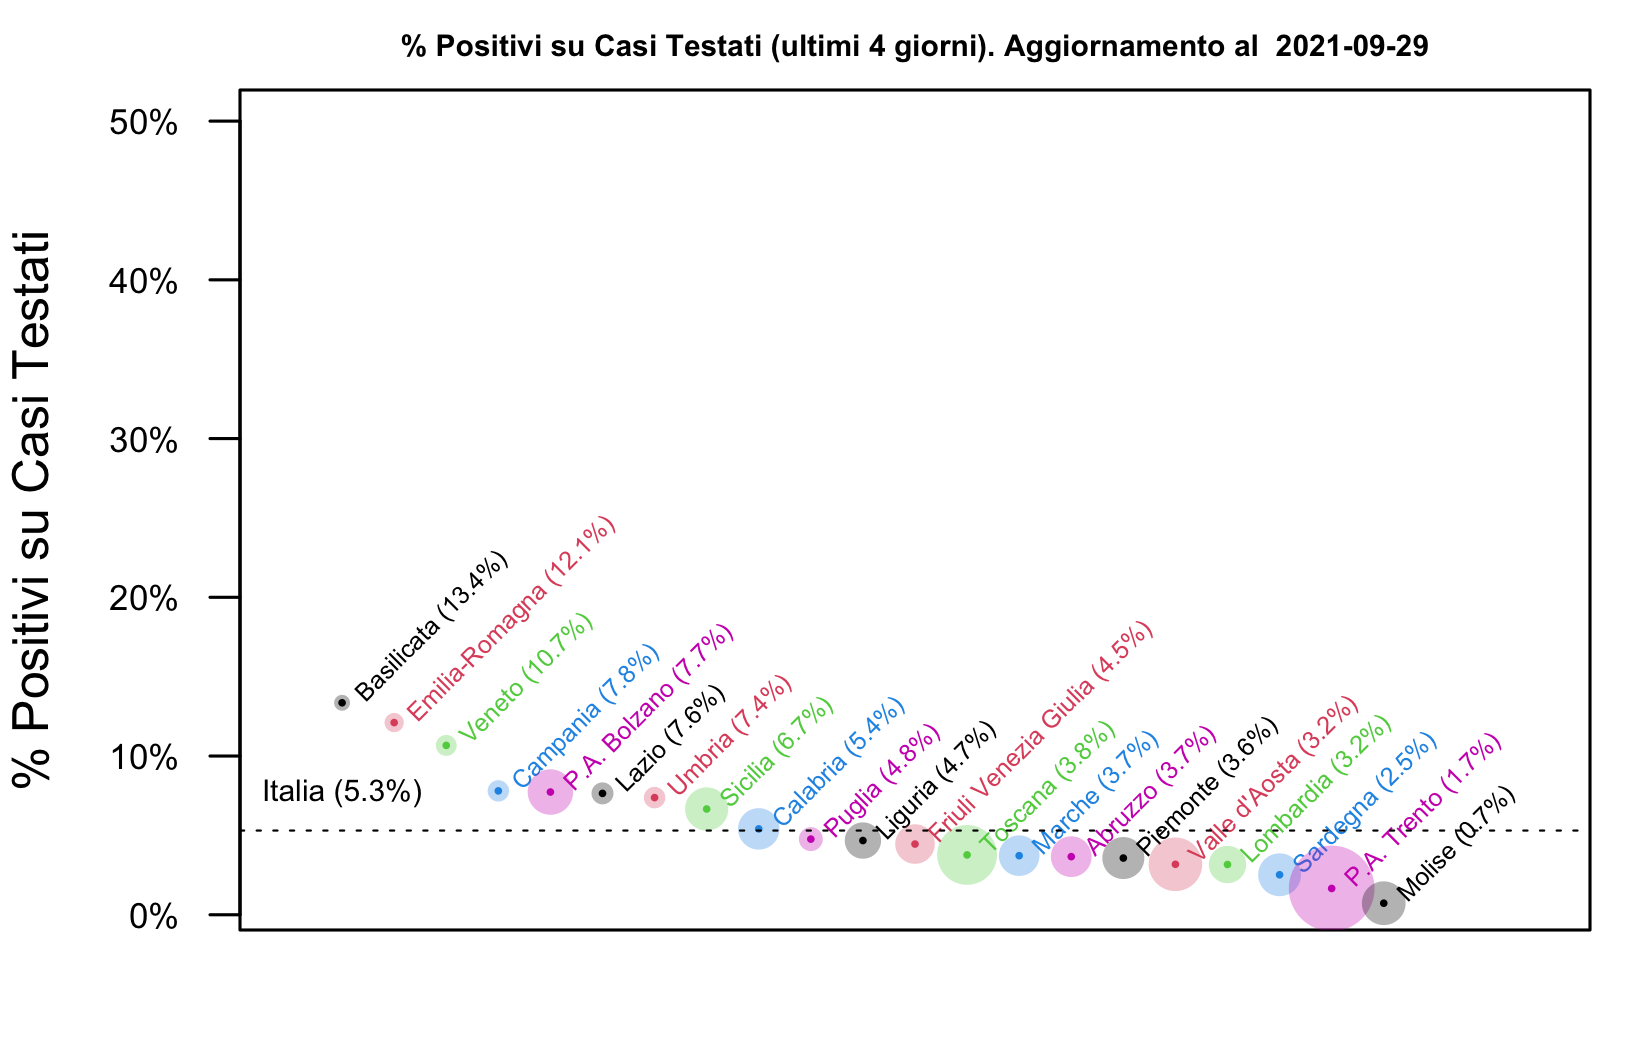 % Positivi su Casi Testati (ultimi 4 giorni). Aggiornamento al  2021-09-29
% Positivi su Casi Testati
50%
40%
30%
20%
10%
0%
Italia (5.3%)
Basilicata (13.4%)
Emilia-Romagna (12.1%)
Veneto (10.7%)
Campania (7.8%)
P.A. Bolzano (7.7%)
Lazio (7.6%)
Umbria (7.4%)
Sicilia (6.7%)
Calabria (5.4%)
Puglia (4.8%)
Liguria (4.7%)
Friuli Venezia Giulia (4.5%)
Toscana (3.8%)
Marche (3.7%)
Abruzzo (3.7%)
Piemonte (3.6%)
Valle d'Aosta (3.2%)
Lombardia (3.2%)
Sardegna (2.5%)
P.A. Trento (1.7%)
Molise (0.7%)